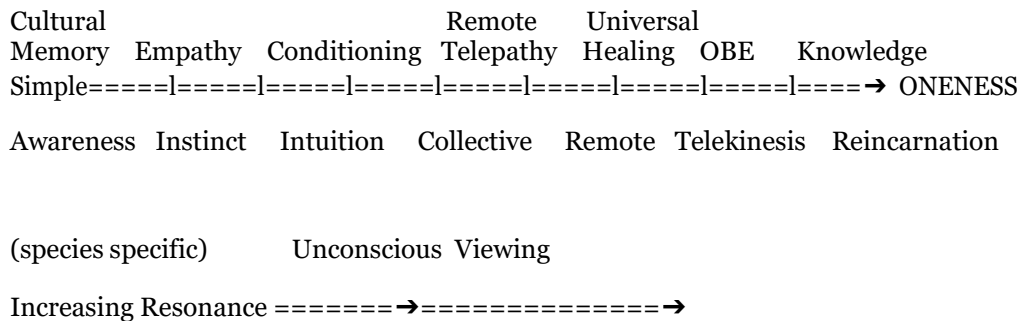 Cultural Remote Universal
Memory Empathy Conditioning Telepathy Healing OBE Knowledge
Simple=====l=====l=====l=====l=====l=====l=====l=====l====➔ ONENESS
Awareness Instinct Intuition Collective Remote Telekinesis Reincarnation
(species specific) Unconscious Viewing
Increasing Resonance =======➔==============➔